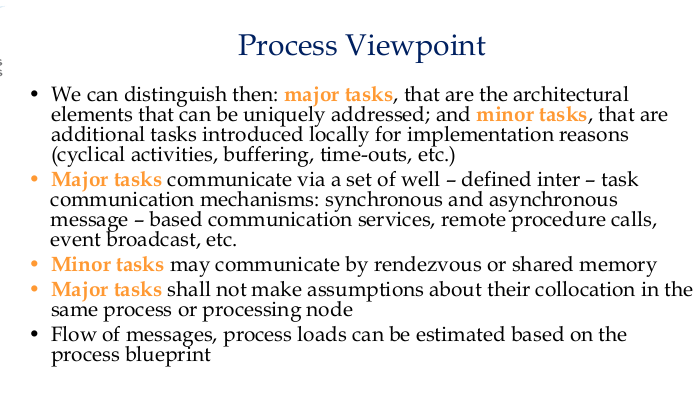 Process Viewpoint
• We can distinguish then: major tasks, that are the architectural
elements that can be uniquely addressed; and minor tasks, that are
additional tasks introduced locally for implementation reasons
(cyclical activities, buffering, time-outs, etc.)
• Major tasks communicate via a set of well – defined inter – task
communication mechanisms: synchronous and asynchronous
message – based communication services, remote procedure calls,
event broadcast, etc.
• Minor tasks may communicate by rendezvous or shared memory
• Major tasks shall not make assumptions about their collocation in the
same process or processing node
• Flow of messages, process loads can be estimated based on the
process blueprint